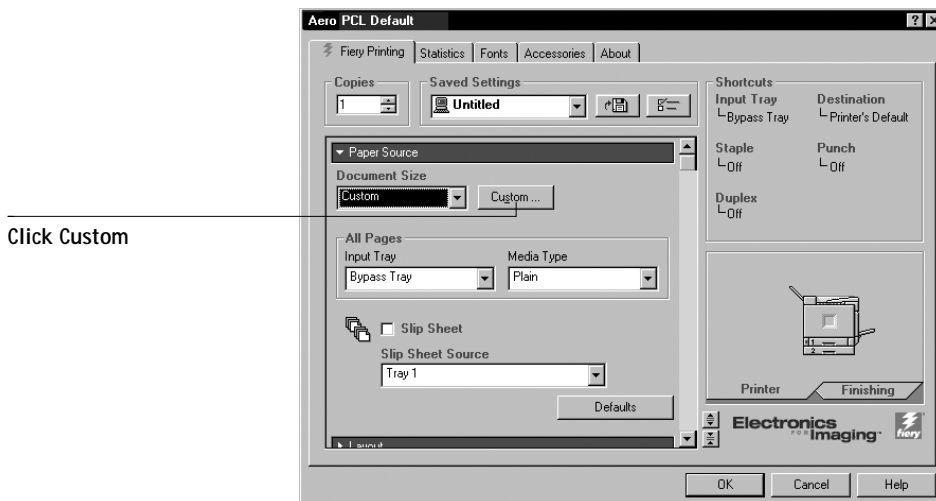 Aero PCL Default
Fiery Printing Statistics Fonts Accessories About
Copies
1
Saved Settings
Untitled
Paper Source
Document Size
Custom
Custom ...
Click Custom
All Pages
Input Tray
Bypass Tray
Media Type
Plain
Slip Sheet
Slip Sheet Source
Tray 1
Defaults
Layout
Shortcuts
Input Tray
Bypass Tray
Destination
Printer's Default
Staple
Off
Punch
Off
Duplex
Off
1
2
Printer
Finishing
Electronics
FOR Imaging
fiery
OK
Cancel
Help